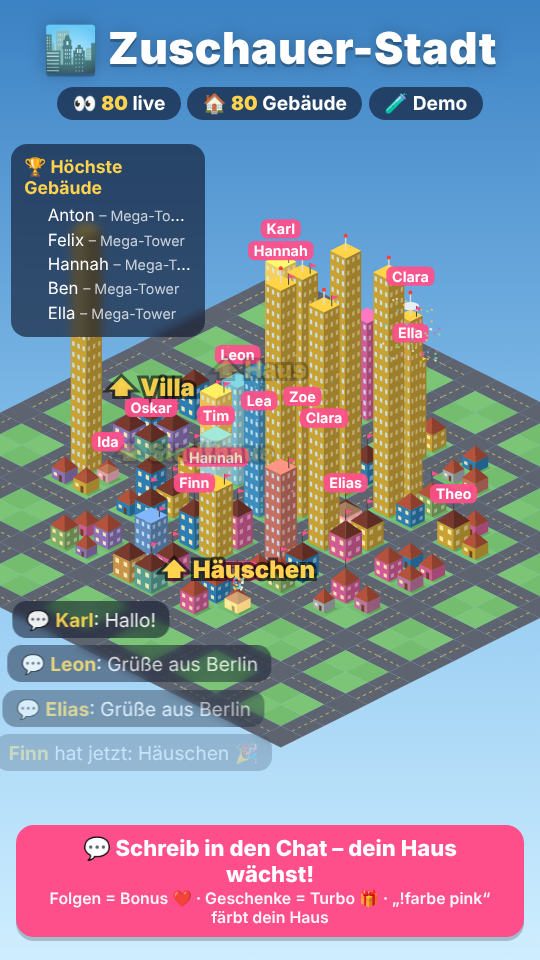 Zuschauer-Stadt
👀 80 live
🏠 80 Gebäude
🧪 Demo
🏆 Höchste
Gebäude
Anton – Mega-To...
Felix – Mega-Tower
Hannah – Mega-T...
Ben – Mega-Tower
Ella – Mega-Tower
Karl
Hannah
Clara
Ella
Leon
Haus
Villa
Oskar
Tim
Lea
Zoe
Clara
Ida
Hannah
Finn
Elias
Theo
Häuschen
💬 Karl: Hallo!
💬 Leon: Grüße aus Berlin
💬 Elias: Grüße aus Berlin
Finn hat jetzt: Häuschen 🎉
💬 Schreib in den Chat – dein Haus
wächst!
Folgen = Bonus ❤️ · Geschenke = Turbo 🎁 · „!farbe pink“
färbt dein Haus